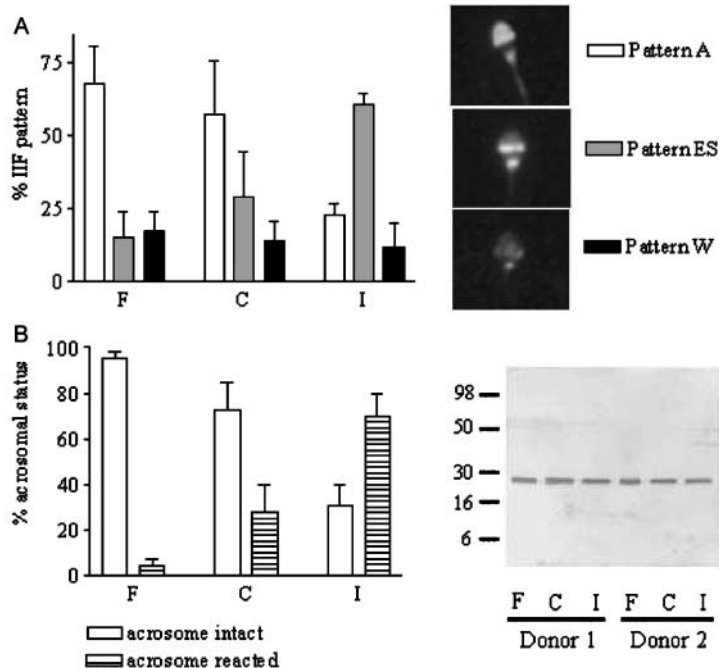 A
% IIF pattern
75
50
25
0
F C I
Pattern A
Pattern ES
Pattern W
B
% acrosomal status
100
80
60
40
20
0
F C I
acrosome intact
acrosome reacted
98
50
30
16
6
F C I F C I
Donor 1 Donor 2